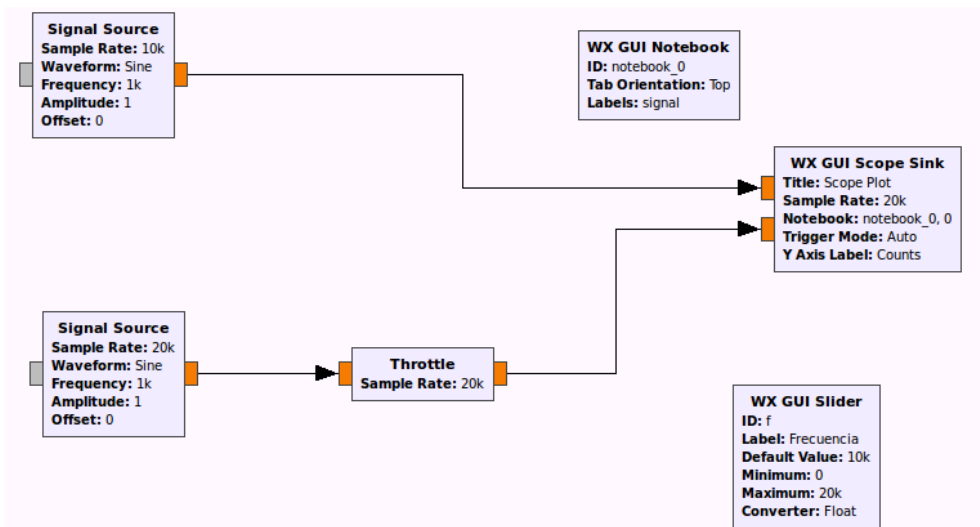 Signal Source
Sample Rate: 10k
Waveform: Sine
Frequency: 1k
Amplitude: 1
Offset: 0
WX GUI Notebook
ID: notebook_0
Tab Orientation: Top
Labels: signal
WX GUI Scope Sink
Title: Scope Plot
Sample Rate: 20k
Notebook: notebook_0, 0
Trigger Mode: Auto
Y Axis Label: Counts
Signal Source
Sample Rate: 20k
Waveform: Sine
Frequency: 1k
Amplitude: 1
Offset: 0
Throttle
Sample Rate: 20k
WX GUI Slider
ID: f
Label: Frecuencia
Default Value: 10k
Minimum: 0
Maximum: 20k
Converter: Float